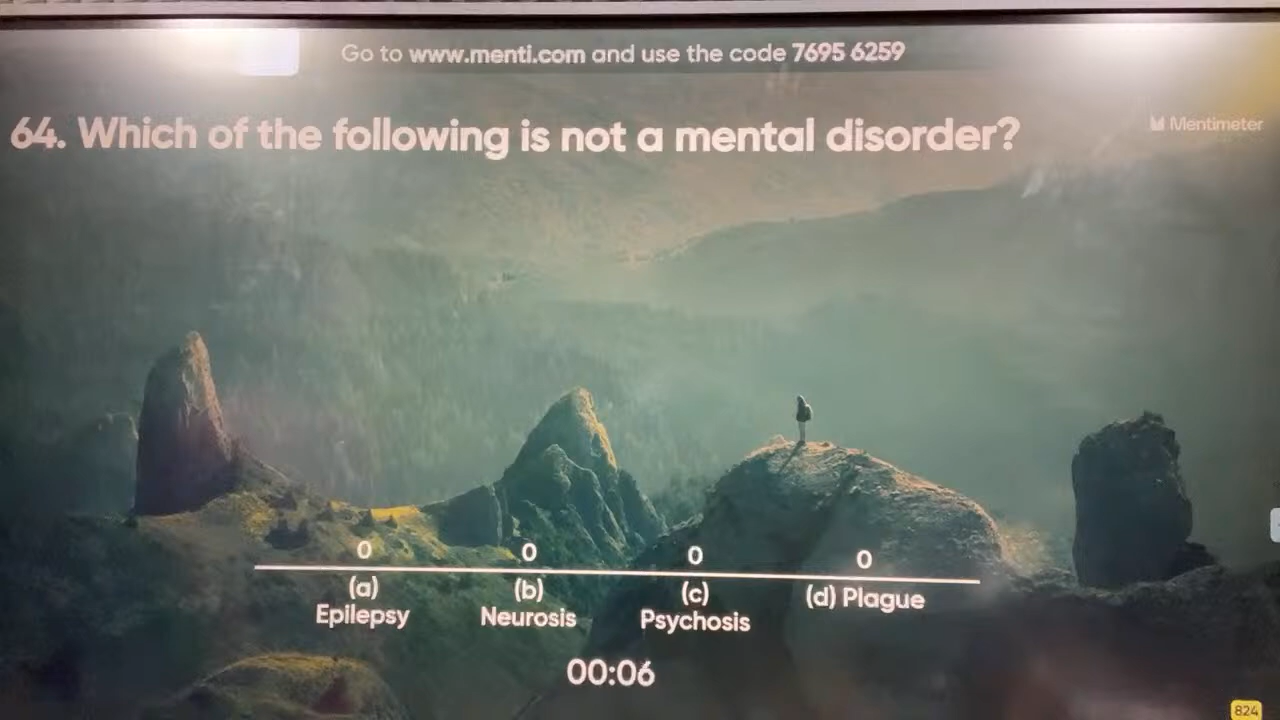 Go to www.menti.com and use the code 7695 6259
64. Which of the following is not a mental disorder?
Mentimeter
0 0 0 0
(a) (b) (c) (d) Plague
Epilepsy Neurosis Psychosis
00:06
824